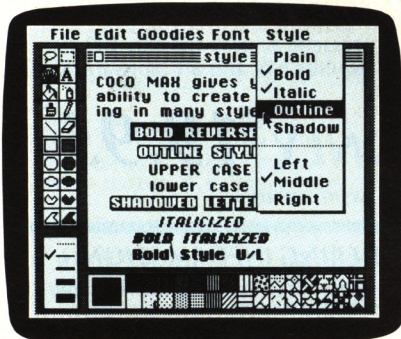 File Edit Goodies Font Style
style
COCO MAX gives y
ability to create
ing in many style
BOLD REVERSE
OUTLINE STYL
UPPER CASE
lower case
SHADOWED LETTE
ITALICIZED
BOLD ITALICIZED
Bold Style U/L
Plain
Bold
Italic
Outline
Shadow
Left
Middle
Right